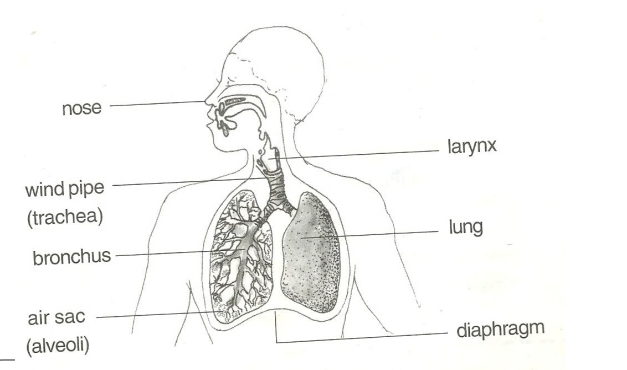 nose
larynx
wind pipe
(trachea)
lung
bronchus
air sac
(alveoli)
diaphragm